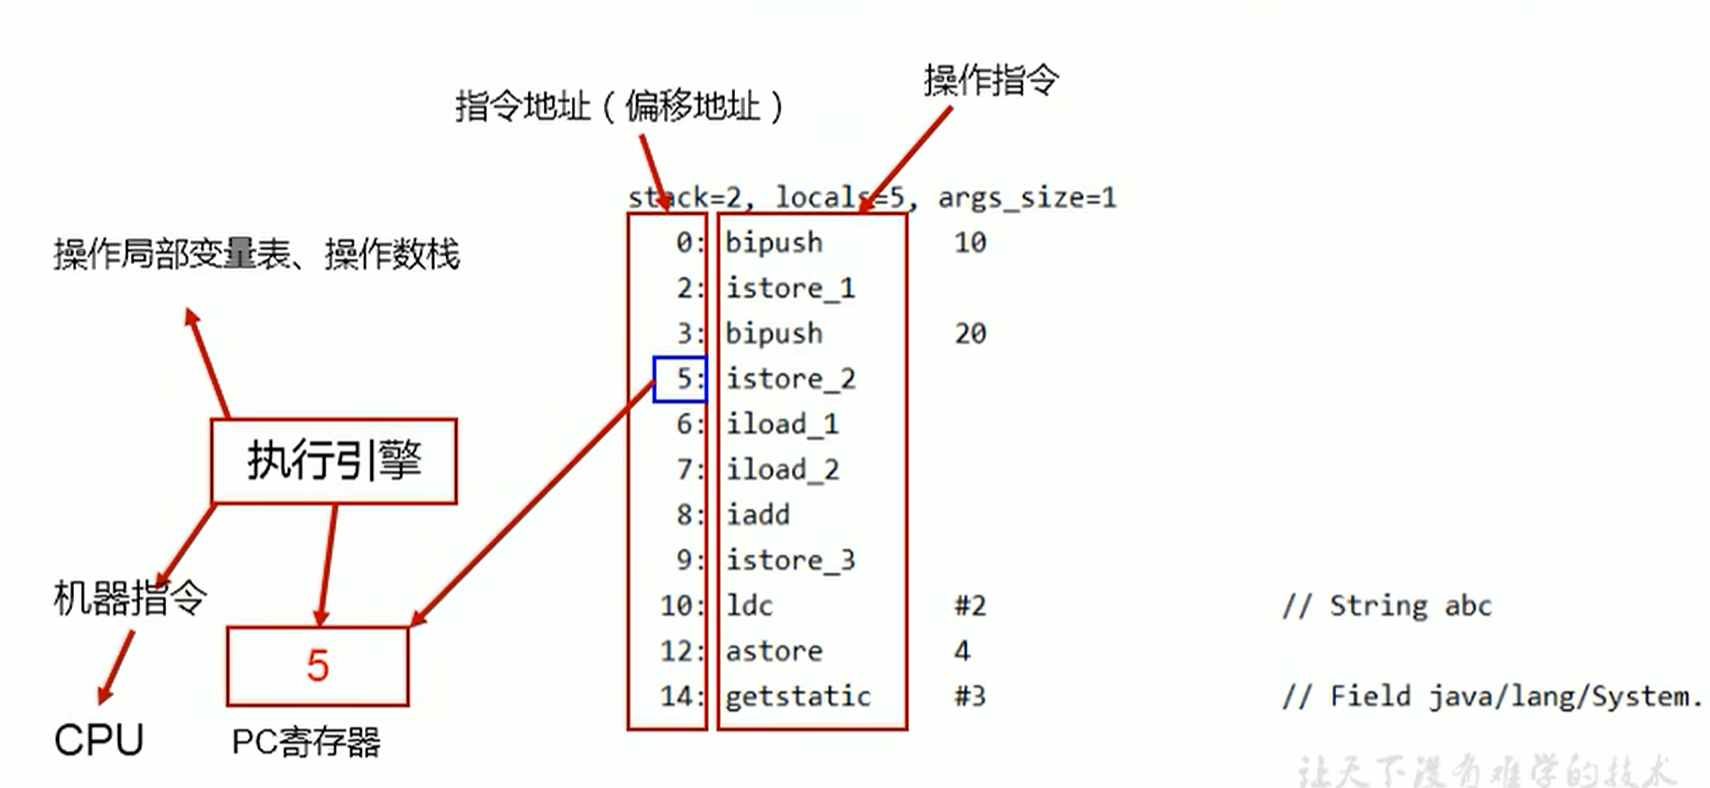 操作指令
指令地址（偏移地址）
stack=2, locals=5, args_size=1
0: bipush 10
2: istore_1
3: bipush 20
5: istore_2
6: iload_1
7: iload_2
8: iadd
9: istore_3
10: ldc #2 // String abc
12: astore 4
14: getstatic #3 // Field java/lang/System.
操作局部变量表、操作数栈
执行引擎
机器指令
5
CPU
PC寄存器
让天下没有难学的技术